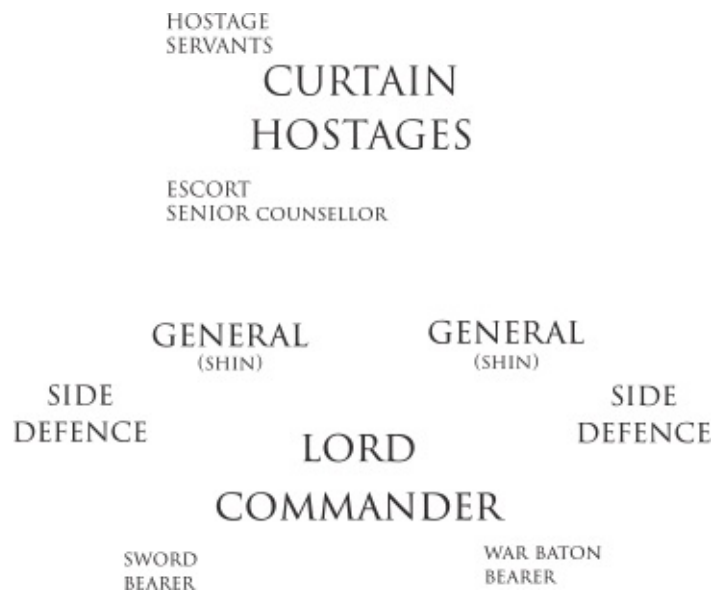 HOSTAGE
SERVANTS
CURTAIN
HOSTAGES
ESCORT
SENIOR COUNSELLOR
GENERAL
(SHIN)
GENERAL
(SHIN)
SIDE
DEFENCE
SIDE
DEFENCE
LORD
COMMANDER
SWORD
BEARER
WAR BATON
BEARER